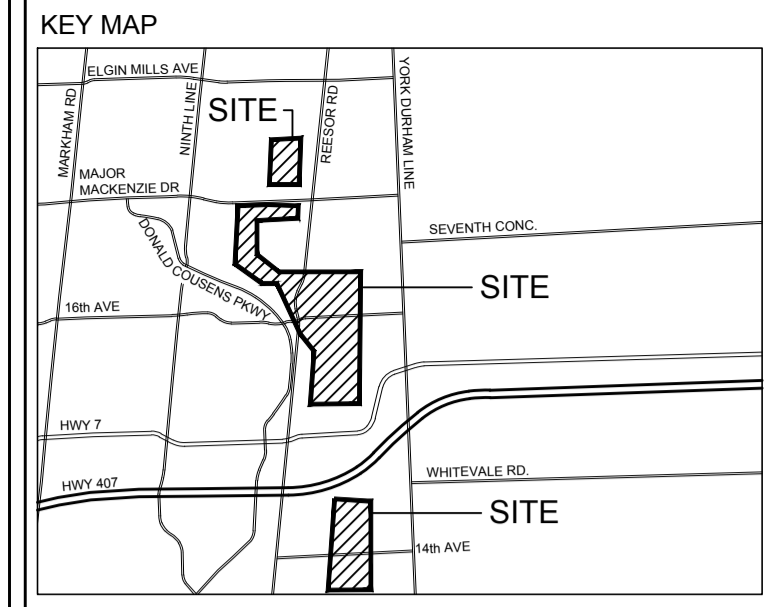 KEY MAP
ELGIN MILLS AVE
MARKHAM RD
NINTH LINE
SITE
REESOR RD
YORK DURHAM LINE
MAJOR
MACKENZIE DR
DONALD COUSENS PKWY
SEVENTH CONC.
SITE
16th AVE
HWY 7
HWY 407
WHITEVALE RD.
SITE
14th AVE